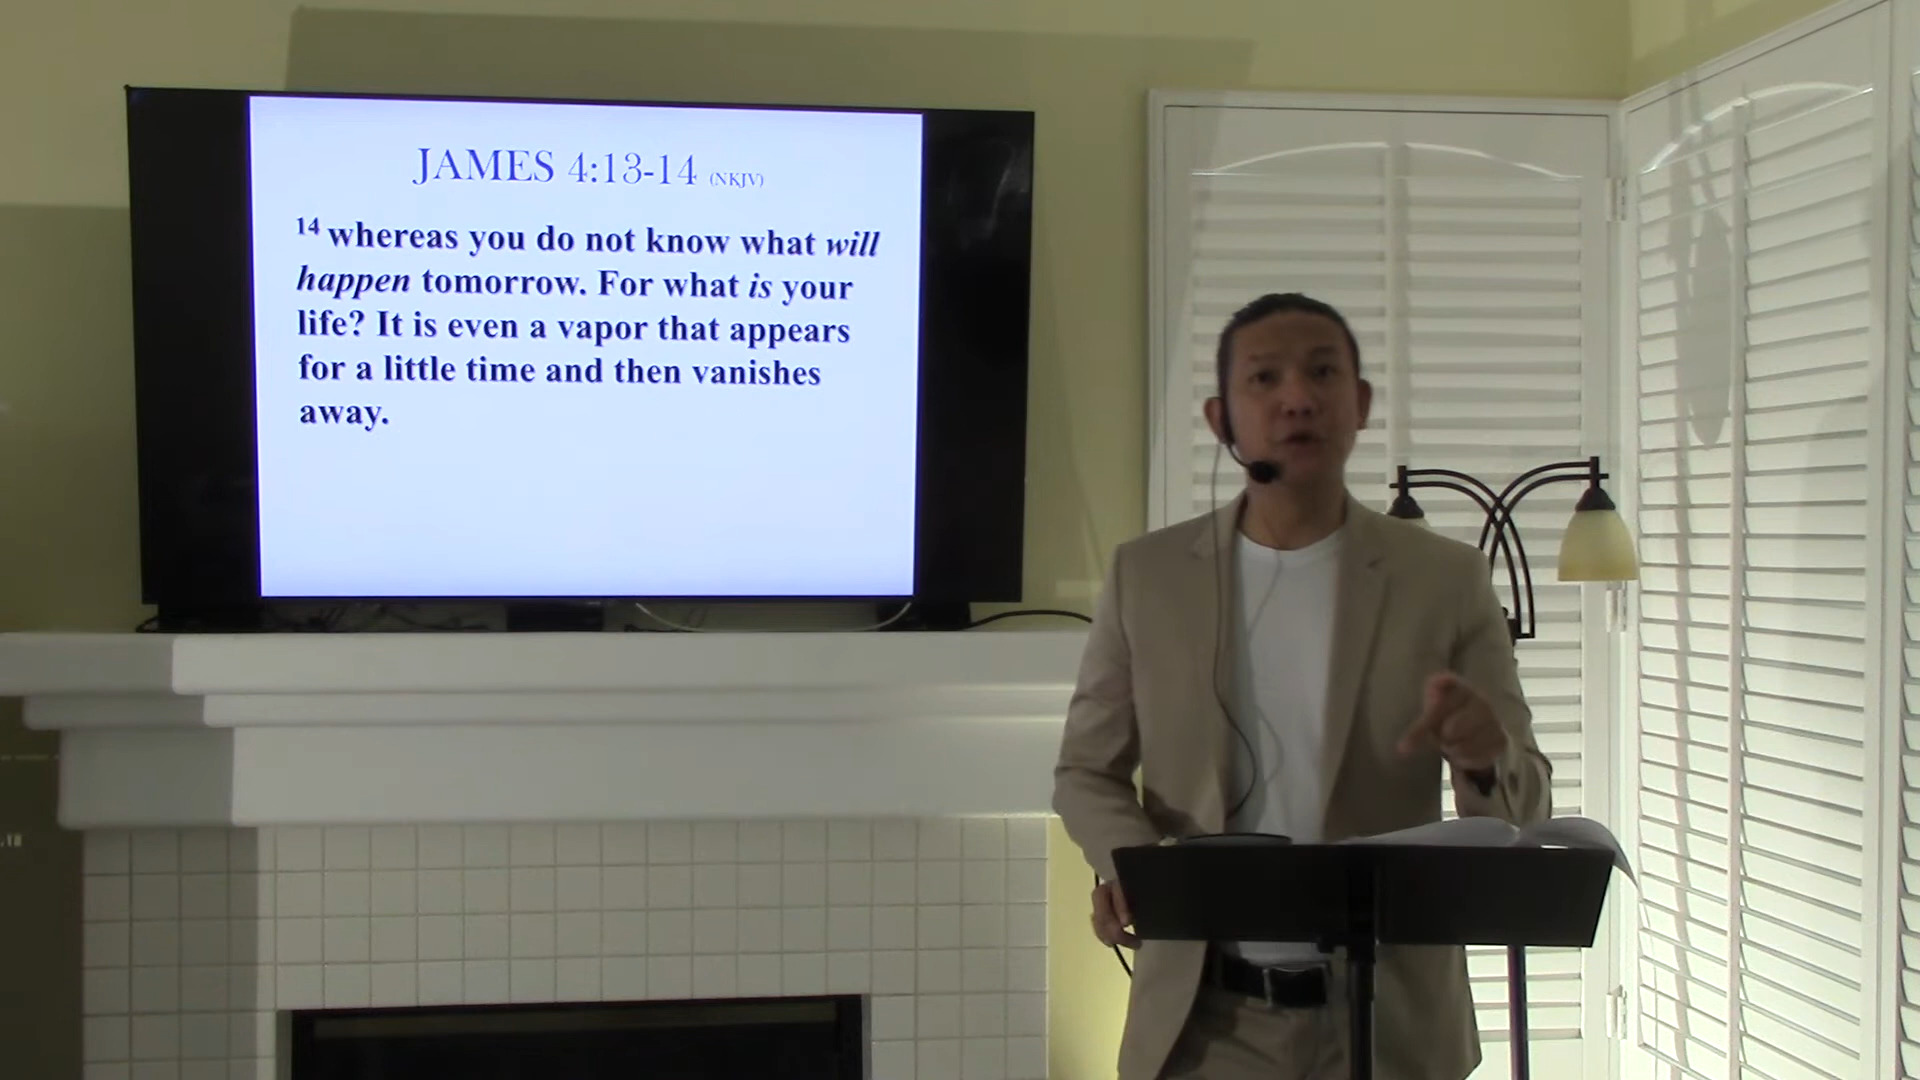 JAMES 4:13-14 (NKJV)
14 whereas you do not know what will
happen tomorrow. For what is your
life? It is even a vapor that appears
for a little time and then vanishes
away.